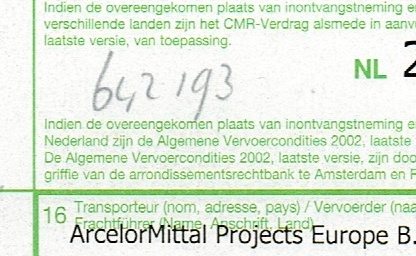 Indien de overeengekomen plaats van inontvangstneming e
verschillende landen zijn het CMR-Verdrag alsmede in aanv
laatste versie, van toepassing.
NL 2
642193
Indien de overeengekomen plaats van inontvangstneming e
Nederland zijn de Algemene Vervoercondities 2002, laatste
De Algemene Vervoercondities 2002, laatste versie, zijn doo
griffie van de arrondissementsrechtbank te Amsterdam en F
16 Transporteur (nom, adresse, pays) / Vervoerder (naa
Frachtführer (Name, Anschrift, Land)
ArcelorMittal Projects Europe B.